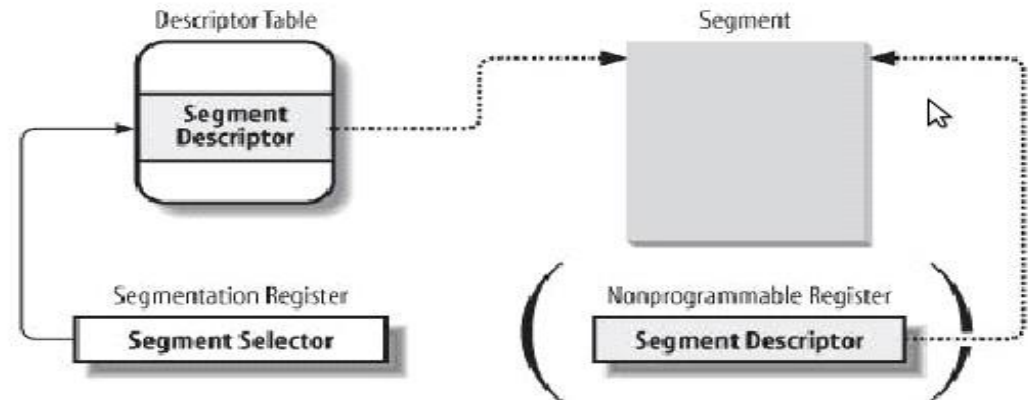 Descriptor Table
Segment
Segment
Descriptor
Segmentation Register
Segment Selector
Nonprogrammable Register
Segment Descriptor